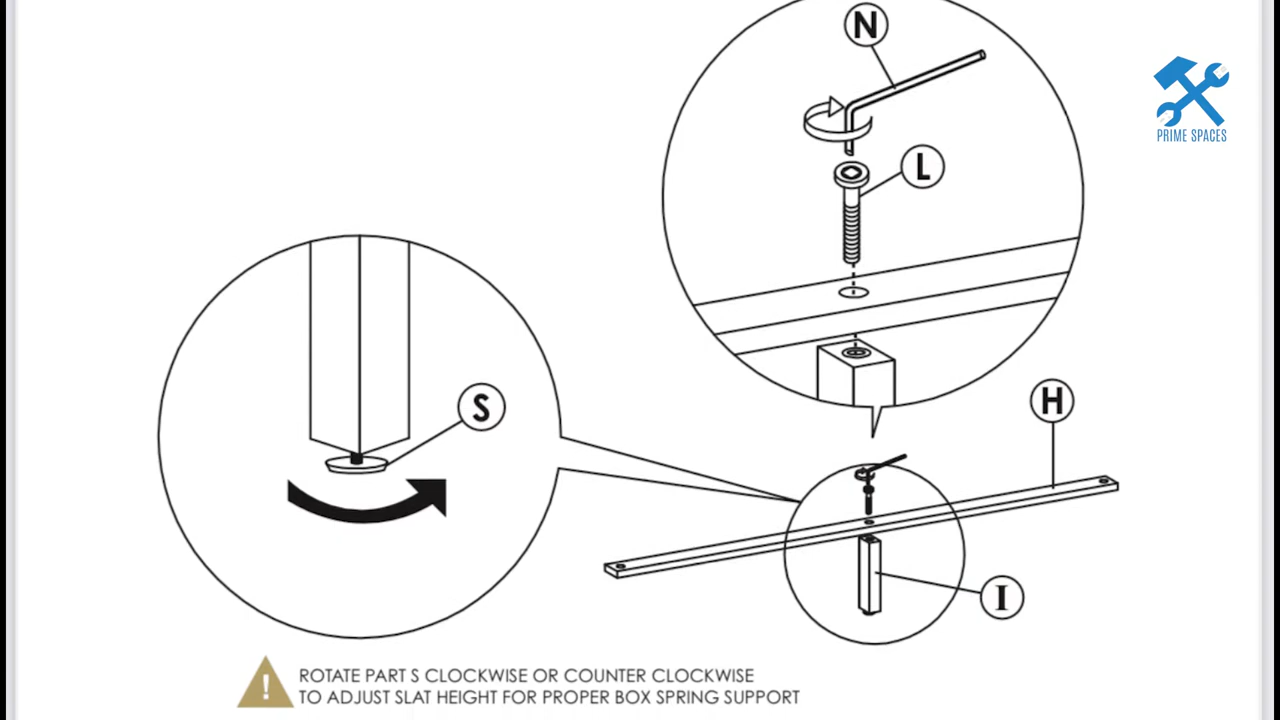 N
PRIME SPACES
L
S
H
I
ROTATE PART S CLOCKWISE OR COUNTER CLOCKWISE
TO ADJUST SLAT HEIGHT FOR PROPER BOX SPRING SUPPORT